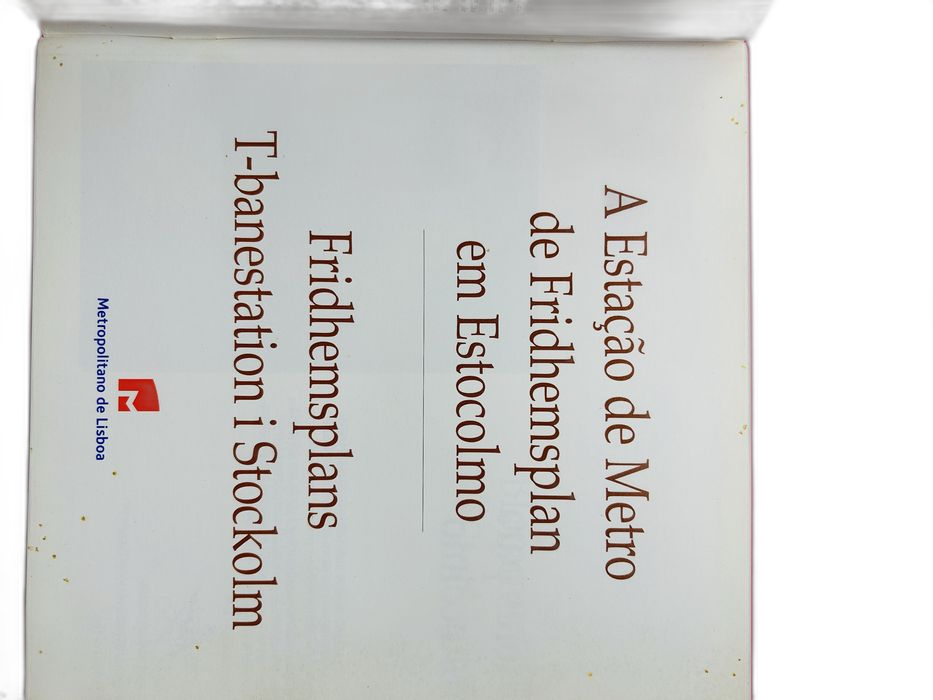 A Estação de Metro
de Fridhemsplan
em Estocolmo
Fridhemsplans
T-banestation i Stockolm
Metropolitano de Lisboa